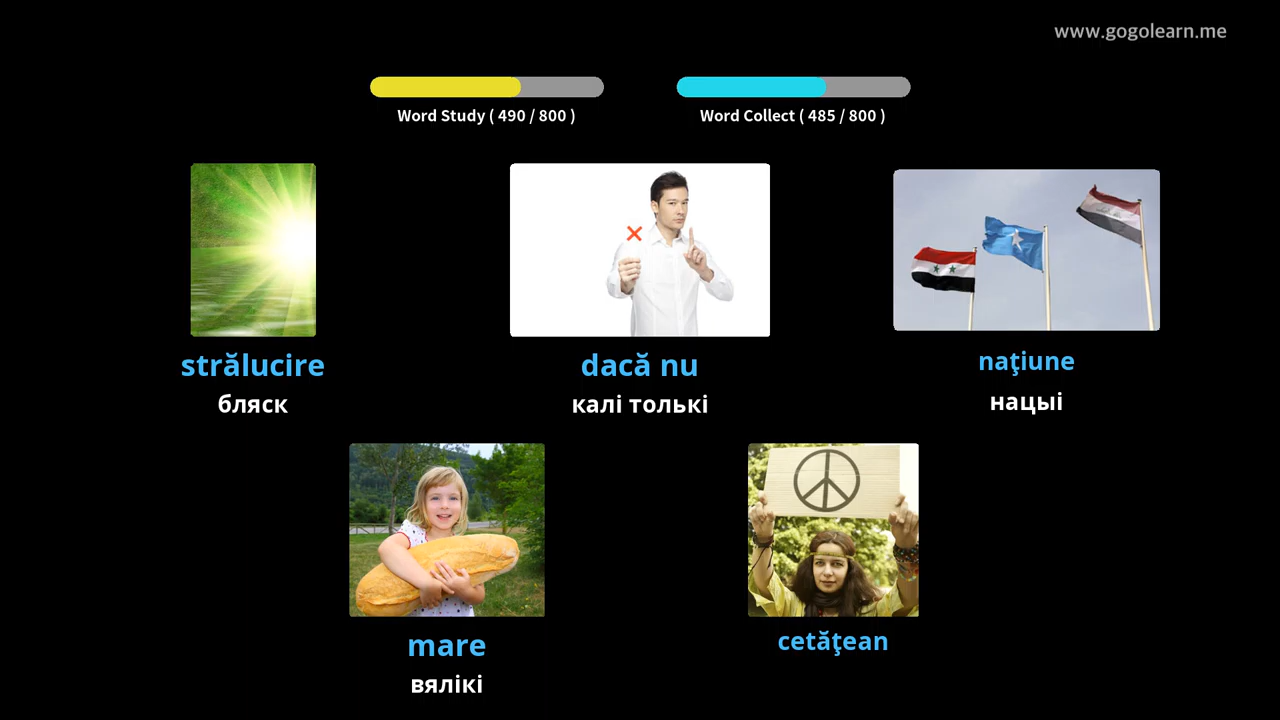 www.gogolearn.me
Word Study ( 490 / 800 )
Word Collect ( 485 / 800 )
strălucire
бляск
dacă nu
калі толькі
naţiune
нацыі
mare
вялікі
cetăţean